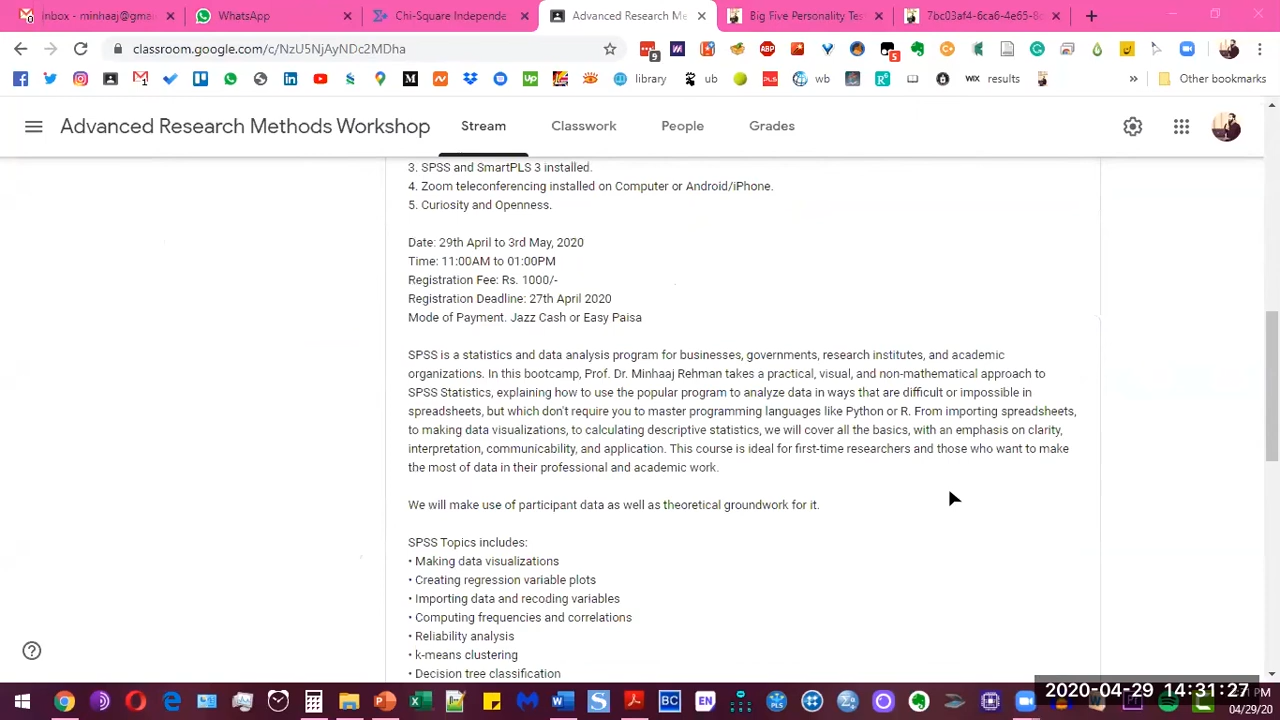 inbox - minhaaj@gma
WhatsApp
Chi-Square Independe
Advanced Research Me
Big Five Personality Tes
7bc03af4-6ca6-4e65-8
classroom.google.com/c/NzU5NjAyNDc2MDha
library
ub
wb
WIX results
Other bookmarks
Advanced Research Methods Workshop
Stream
Classwork
People
Grades
3. SPSS and SmartPLS 3 installed.
4. Zoom teleconferencing installed on Computer or Android/iPhone.
5. Curiosity and Openness.
Date: 29th April to 3rd May, 2020
Time: 11:00AM to 01:00PM
Registration Fee: Rs. 1000/-
Registration Deadline: 27th April 2020
Mode of Payment. Jazz Cash or Easy Paisa
SPSS is a statistics and data analysis program for businesses, governments, research institutes, and academic
organizations. In this bootcamp, Prof. Dr. Minhaaj Rehman takes a practical, visual, and non-mathematical approach to
SPSS Statistics, explaining how to use the popular program to analyze data in ways that are difficult or impossible in
spreadsheets, but which don't require you to master programming languages like Python or R. From importing spreadsheets,
to making data visualizations, to calculating descriptive statistics, we will cover all the basics, with an emphasis on clarity,
interpretation, communicability, and application. This course is ideal for first-time researchers and those who want to make
the most of data in their professional and academic work.
We will make use of participant data as well as theoretical groundwork for it.
SPSS Topics includes:
• Making data visualizations
• Creating regression variable plots
• Importing data and recoding variables
• Computing frequencies and correlations
• Reliability analysis
• k-means clustering
• Decision tree classification
2020-04-29 14:31:27
04/29/20